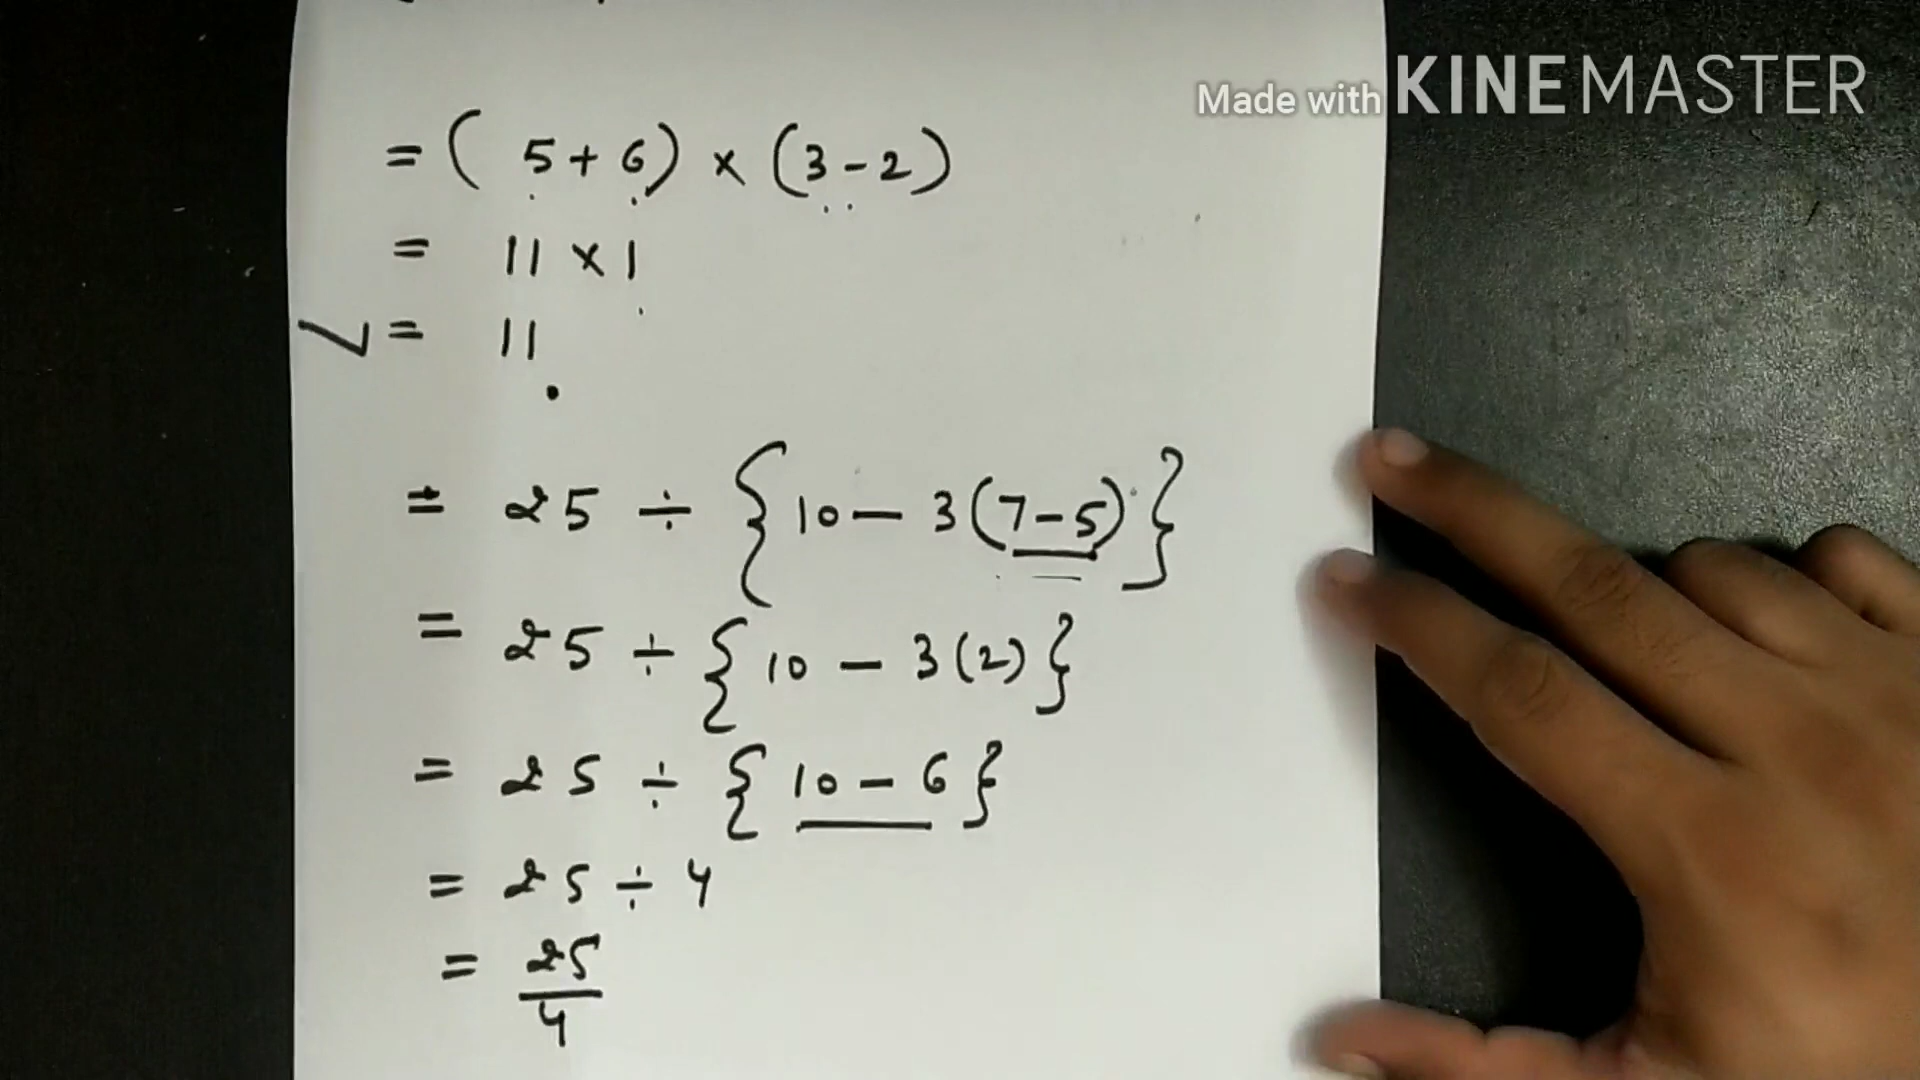 Made with KINEMASTER
= ( 5 + 6 ) × ( 3 - 2 )
= 11 × 1
= 11
= 25 ÷ { 10 - 3 ( 7 - 5 ) }
= 25 ÷ { 10 - 3 ( 2 ) }
= 25 ÷ { 10 - 6 }
= 25 ÷ 4
= 25/4